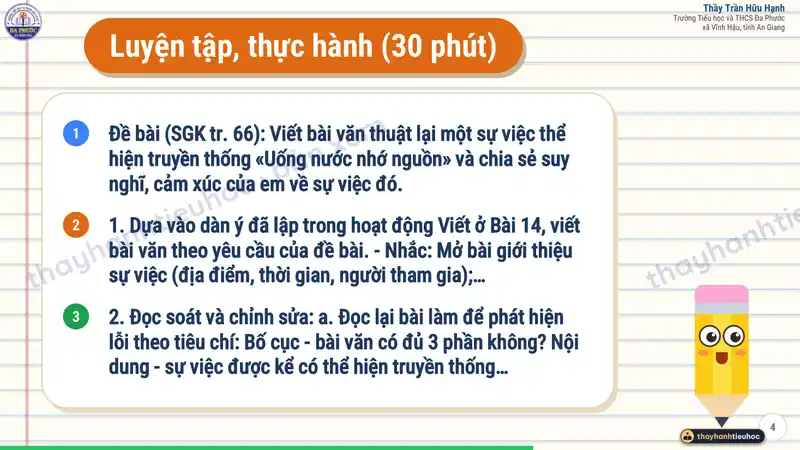 Thầy Trần Hữu Hạnh
Trường Tiểu học và THCS Đa Phước
xã Vĩnh Hậu, tỉnh An Giang
ĐA PHƯỚC
Luyện tập, thực hành (30 phút)
1 Đề bài (SGK tr. 66): Viết bài văn thuật lại một sự việc thể
hiện truyền thống «Uống nước nhớ nguồn» và chia sẻ suy
nghĩ, cảm xúc của em về sự việc đó.
2 1. Dựa vào dàn ý đã lập trong hoạt động Viết ở Bài 14, viết
bài văn theo yêu cầu của đề bài. - Nhắc: Mở bài giới thiệu
sự việc (địa điểm, thời gian, người tham gia);...
3 2. Đọc soát và chỉnh sửa: a. Đọc lại bài làm để phát hiện
lỗi theo tiêu chí: Bố cục - bài văn có đủ 3 phần không? Nội
dung - sự việc được kể có thể hiện truyền thống...
thayhanhtieuhoc
4